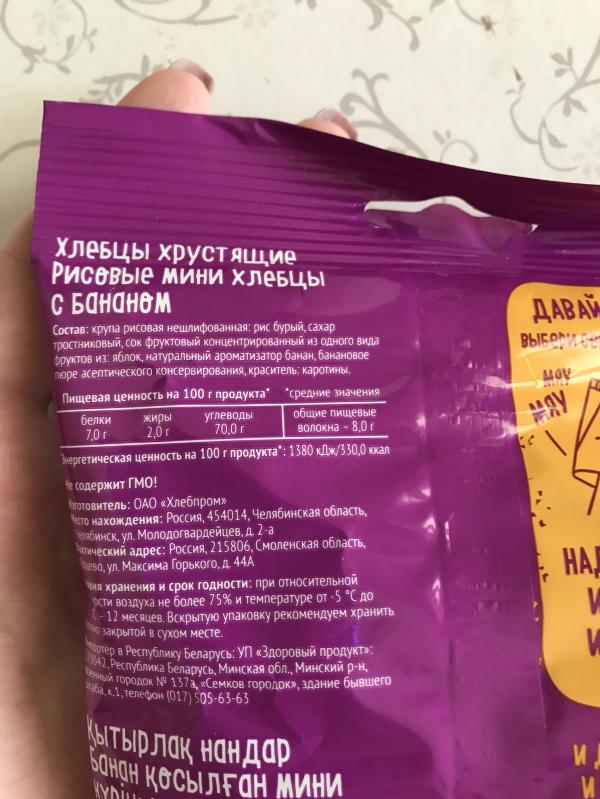 Хлебцы хрустящие
Рисовые мини хлебцы
с бананом
Состав: крупа рисовая нешлифованная: рис бурый, сахар
тростниковый, сок фруктовый концентрированный из одного вида
фруктов из: яблок, натуральный ароматизатор банан, банановое
пюре асептического консервирования, краситель: каротины.
Пищевая ценность на 100 г продукта* *средние значения
белки жиры углеводы общие пищевые
7,0 г 2,0 г 70,0 г волокна – 8,0 г
Энергетическая ценность на 100 г продукта*: 1380 кДж/330,0 ккал
Не содержит ГМО!
Изготовитель: ОАО «Хлебпром»
Место нахождения: Россия, 454014, Челябинская область,
Челябинск, ул. Молодогвардейцев, д. 2-а
адрес: Россия, 215806, Смоленская область,
ул. Максима Горького, д. 44А
хранения и срок годности: при относительной
воздуха не более 75% и температуре от -5 °С до
– 12 месяцев. Вскрытую упаковку рекомендуем хранить
закрытой в сухом месте.
в Республику Беларусь: УП «Здоровый продукт»:
Республика Беларусь, Минская обл., Минский р-н,
городок № 137а, «Семков городок», здание бывшего
к.1, телефон (017) 505-63-63
Қытырлақ нандар
Банан қосылған мини
ДАВАЙ
ВЫБЕРИ
МЯУ
МЯУ
НАД
И
И
И